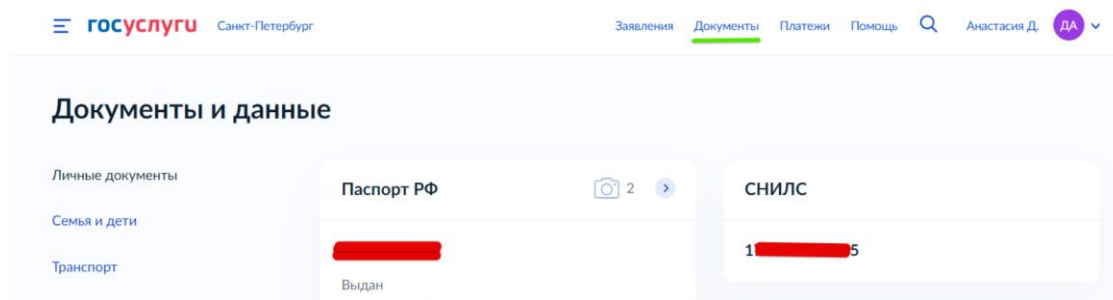 госуслуги Санкт-Петербург Заявления Документы Платежи Помощь Анастасия Д. ДА
Документы и данные
Личные документы
Семья и дети
Транспорт
Паспорт РФ 2
Выдан
СНИЛС
1 5